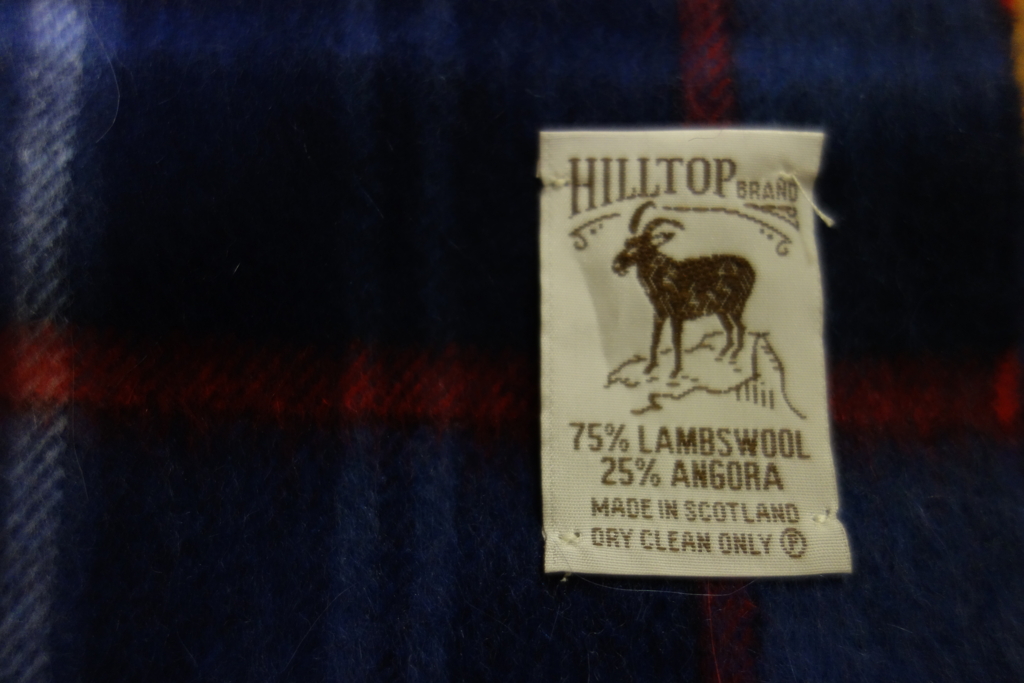 HILLTOP BRAND
75% LAMBSWOOL
25% ANGORA
MADE IN SCOTLAND
DRY CLEAN ONLY Ⓟ